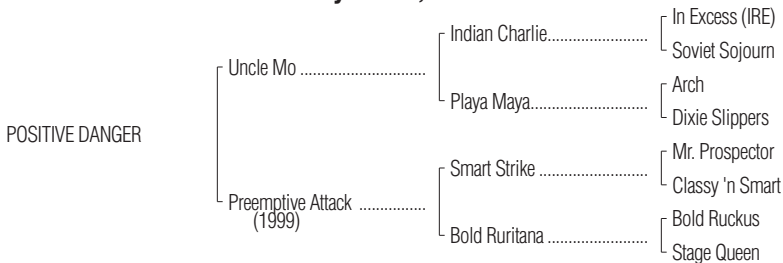 In Excess (IRE)
Indian Charlie......................
Soviet Sojourn
Uncle Mo ............................
Arch
Playa Maya..........................
Dixie Slippers
POSITIVE DANGER
Mr. Prospector
Smart Strike ........................
Classy 'n Smart
Preemptive Attack ...............
(1999)
Bold Ruckus
Bold Ruritana ......................
Stage Queen